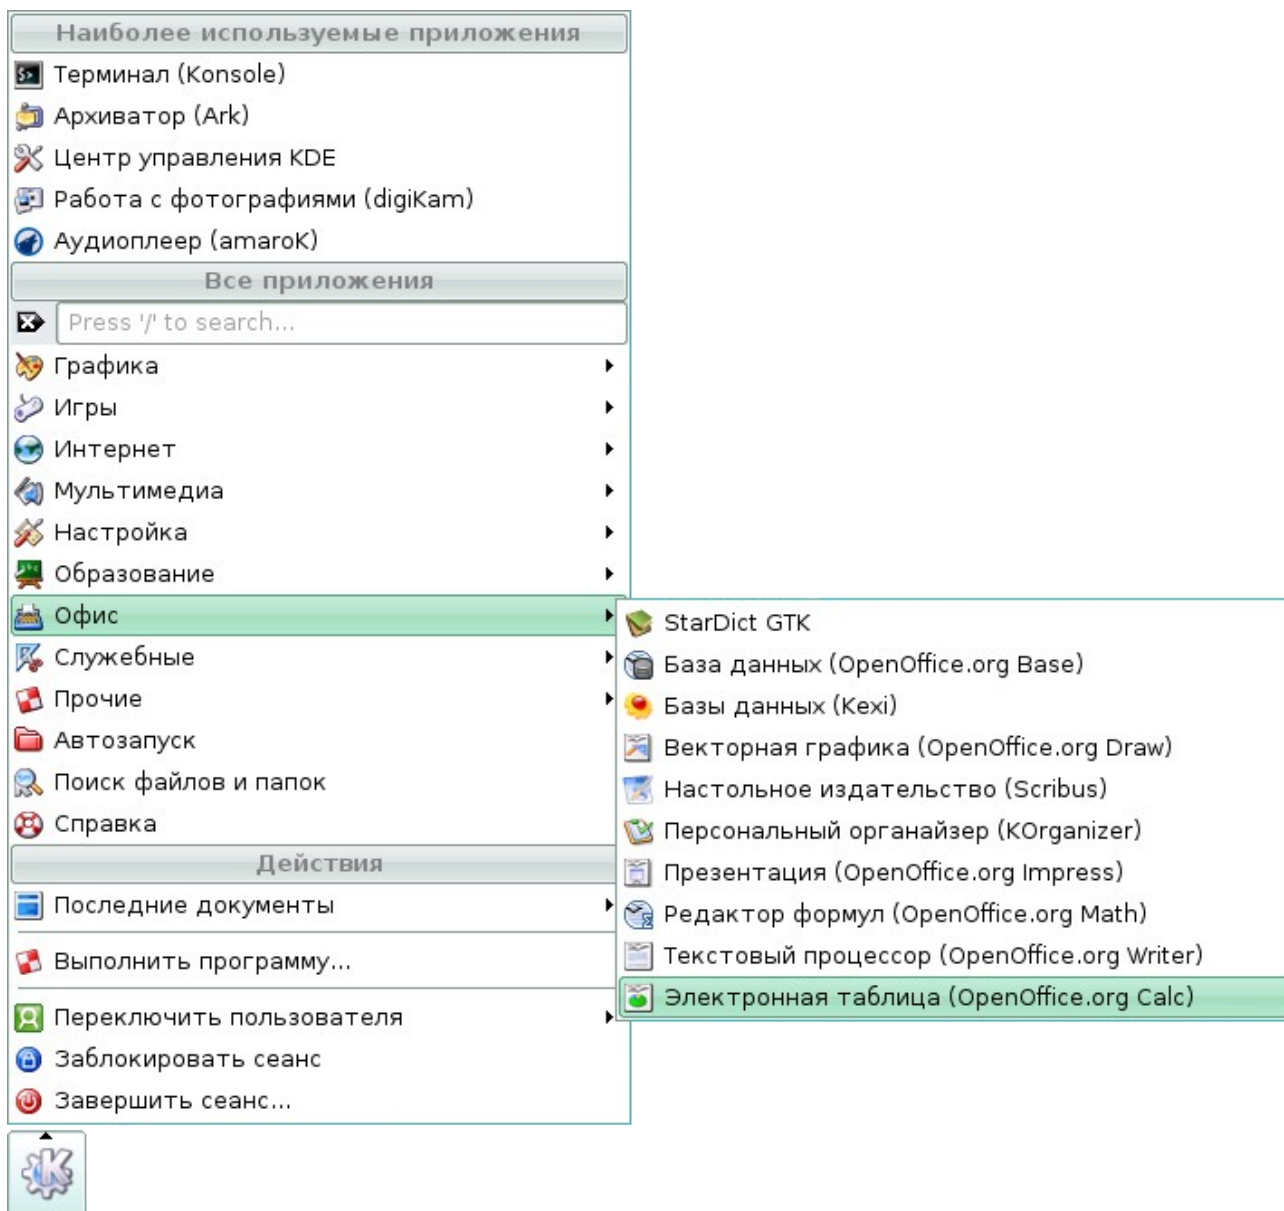 Наиболее используемые приложения
Терминал (Konsole)
Архиватор (Ark)
Центр управления KDE
Работа с фотографиями (digiKam)
Аудиоплеер (amaroK)
Все приложения
Press '/' to search...
Графика
Игры
Интернет
Мультимедиа
Настройка
Образование
Офис
Служебные
Прочие
Автозапуск
Поиск файлов и папок
Справка
Действия
Последние документы
Выполнить программу...
Переключить пользователя
Заблокировать сеанс
Завершить сеанс...
StarDict GTK
База данных (OpenOffice.org Base)
Базы данных (Kexi)
Векторная графика (OpenOffice.org Draw)
Настольное издательство (Scribus)
Персональный органайзер (KOrganizer)
Презентация (OpenOffice.org Impress)
Редактор формул (OpenOffice.org Math)
Текстовый процессор (OpenOffice.org Writer)
Электронная таблица (OpenOffice.org Calc)